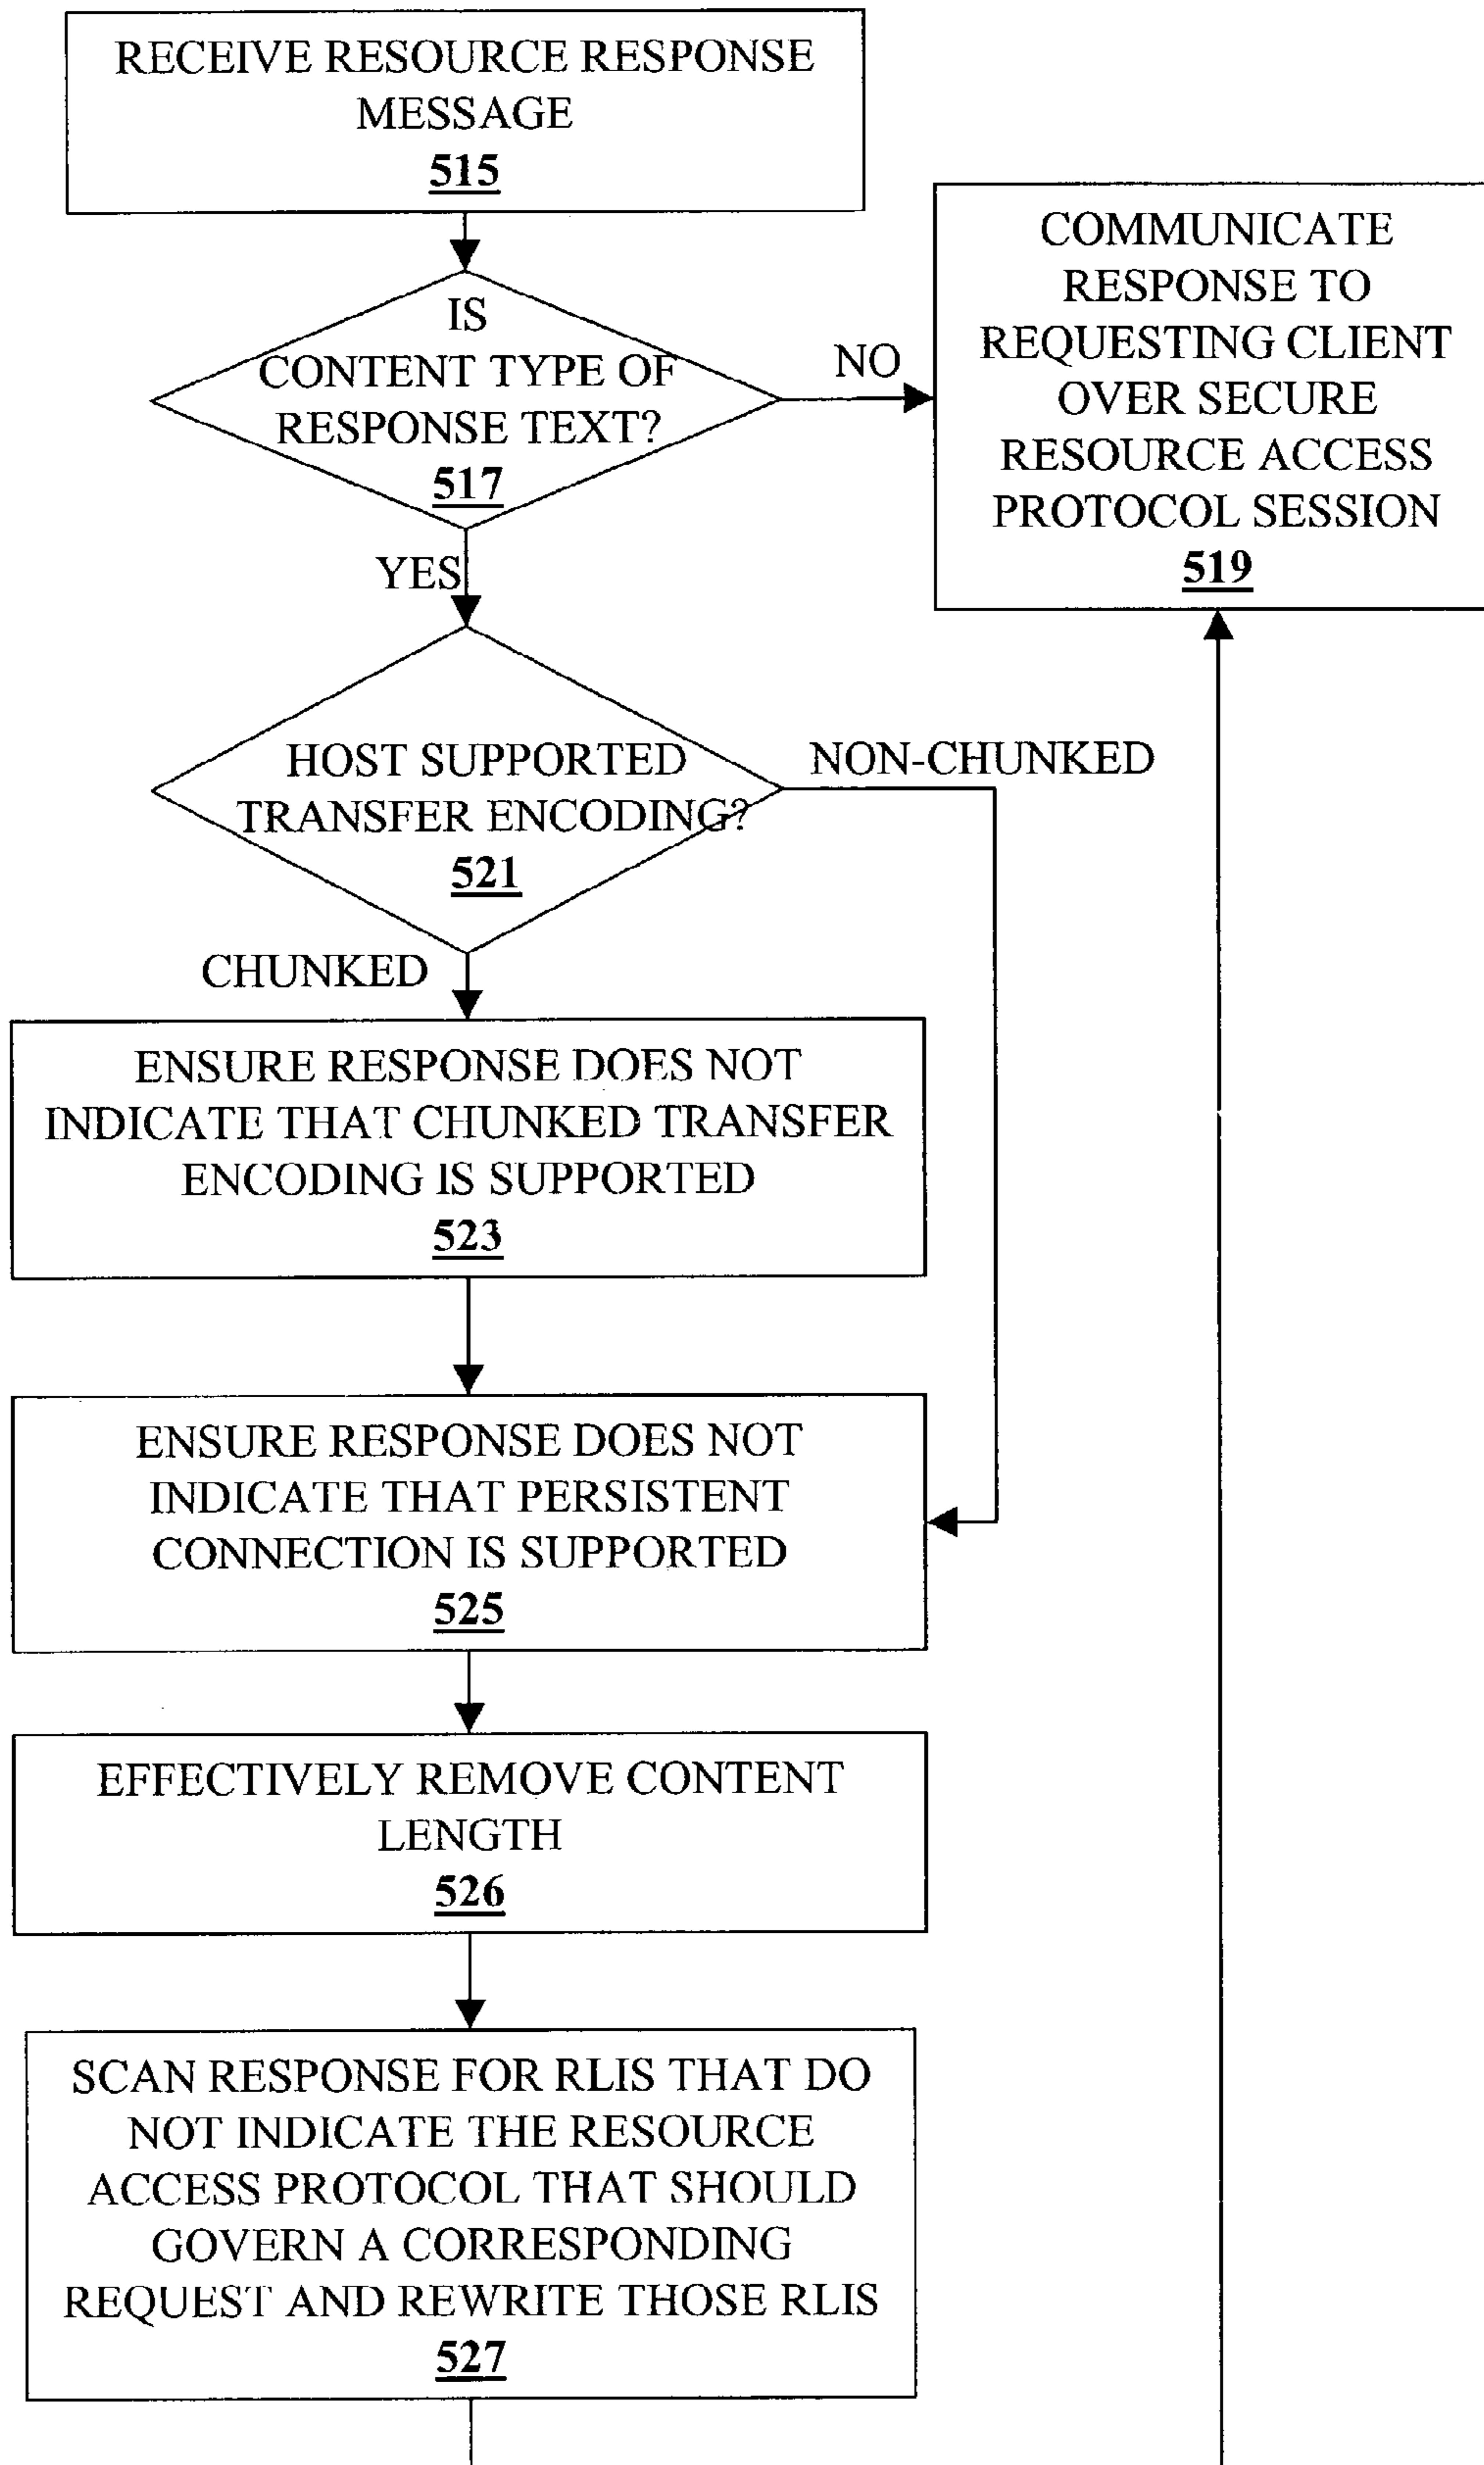 RECEIVE RESOURCE RESPONSE
MESSAGE
515
IS
CONTENT TYPE OF
RESPONSE TEXT?
517
NO
COMMUNICATE
RESPONSE TO
REQUESTING CLIENT
OVER SECURE
RESOURCE ACCESS
PROTOCOL SESSION
519
YES
HOST SUPPORTED
TRANSFER ENCODING?
521
NON-CHUNKED
CHUNKED
ENSURE RESPONSE DOES NOT
INDICATE THAT CHUNKED TRANSFER
ENCODING IS SUPPORTED
523
ENSURE RESPONSE DOES NOT
INDICATE THAT PERSISTENT
CONNECTION IS SUPPORTED
525
EFFECTIVELY REMOVE CONTENT
LENGTH
526
SCAN RESPONSE FOR RLIS THAT DO
NOT INDICATE THE RESOURCE
ACCESS PROTOCOL THAT SHOULD
GOVERN A CORRESPONDING
REQUEST AND REWRITE THOSE RLIS
527